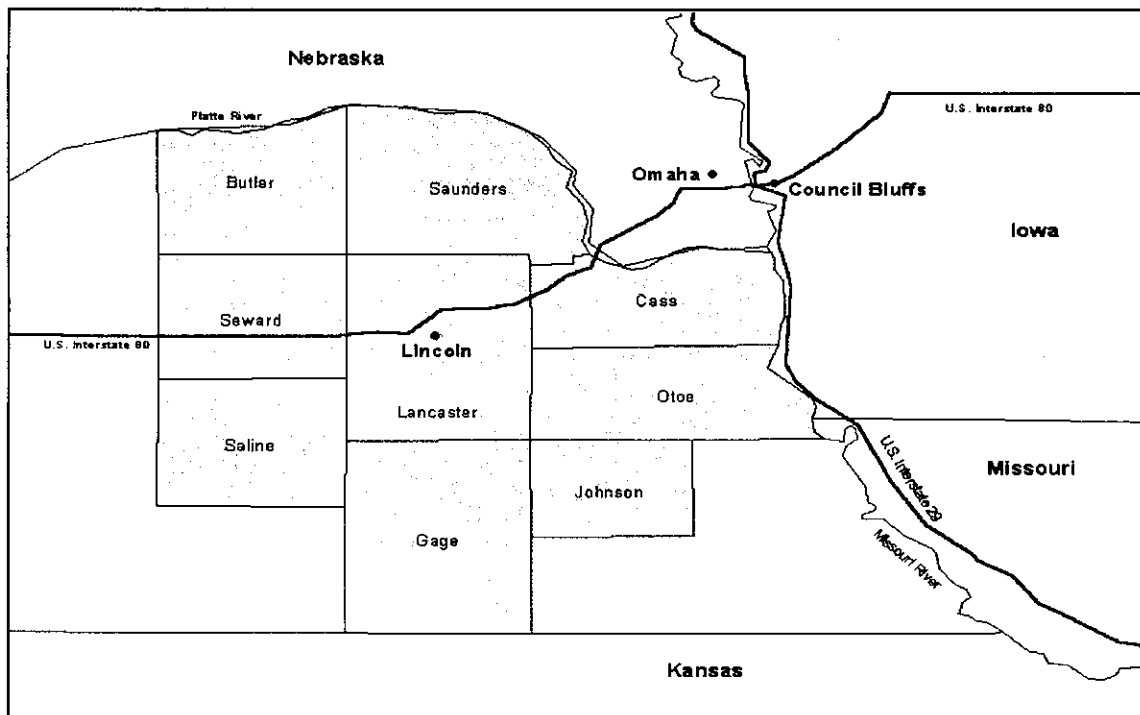 Nebraska
U.S. Interstate 80
Platte River
Omaha
Butler
Saunders
Council Bluffs
Iowa
Cass
Seward
U.S. Interstate 80
Lincoln
Otoe
Lancaster
Saline
Missouri
U.S. Interstate 29
Johnson
Gage
Missouri River
Kansas